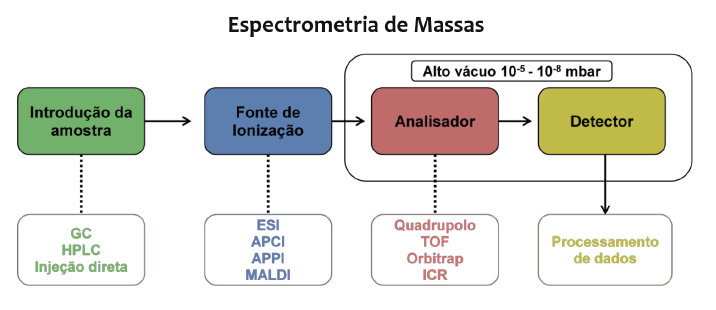 Espectrometria de Massas
Alto vácuo 10⁻⁵ - 10⁻⁸ mbar
Introdução da
amostra
Fonte de
Ionização
Analisador
Detector
GC
HPLC
Injeção direta
ESI
APCI
APPI
MALDI
Quadrupolo
TOF
Orbitrap
ICR
Processamento
de dados